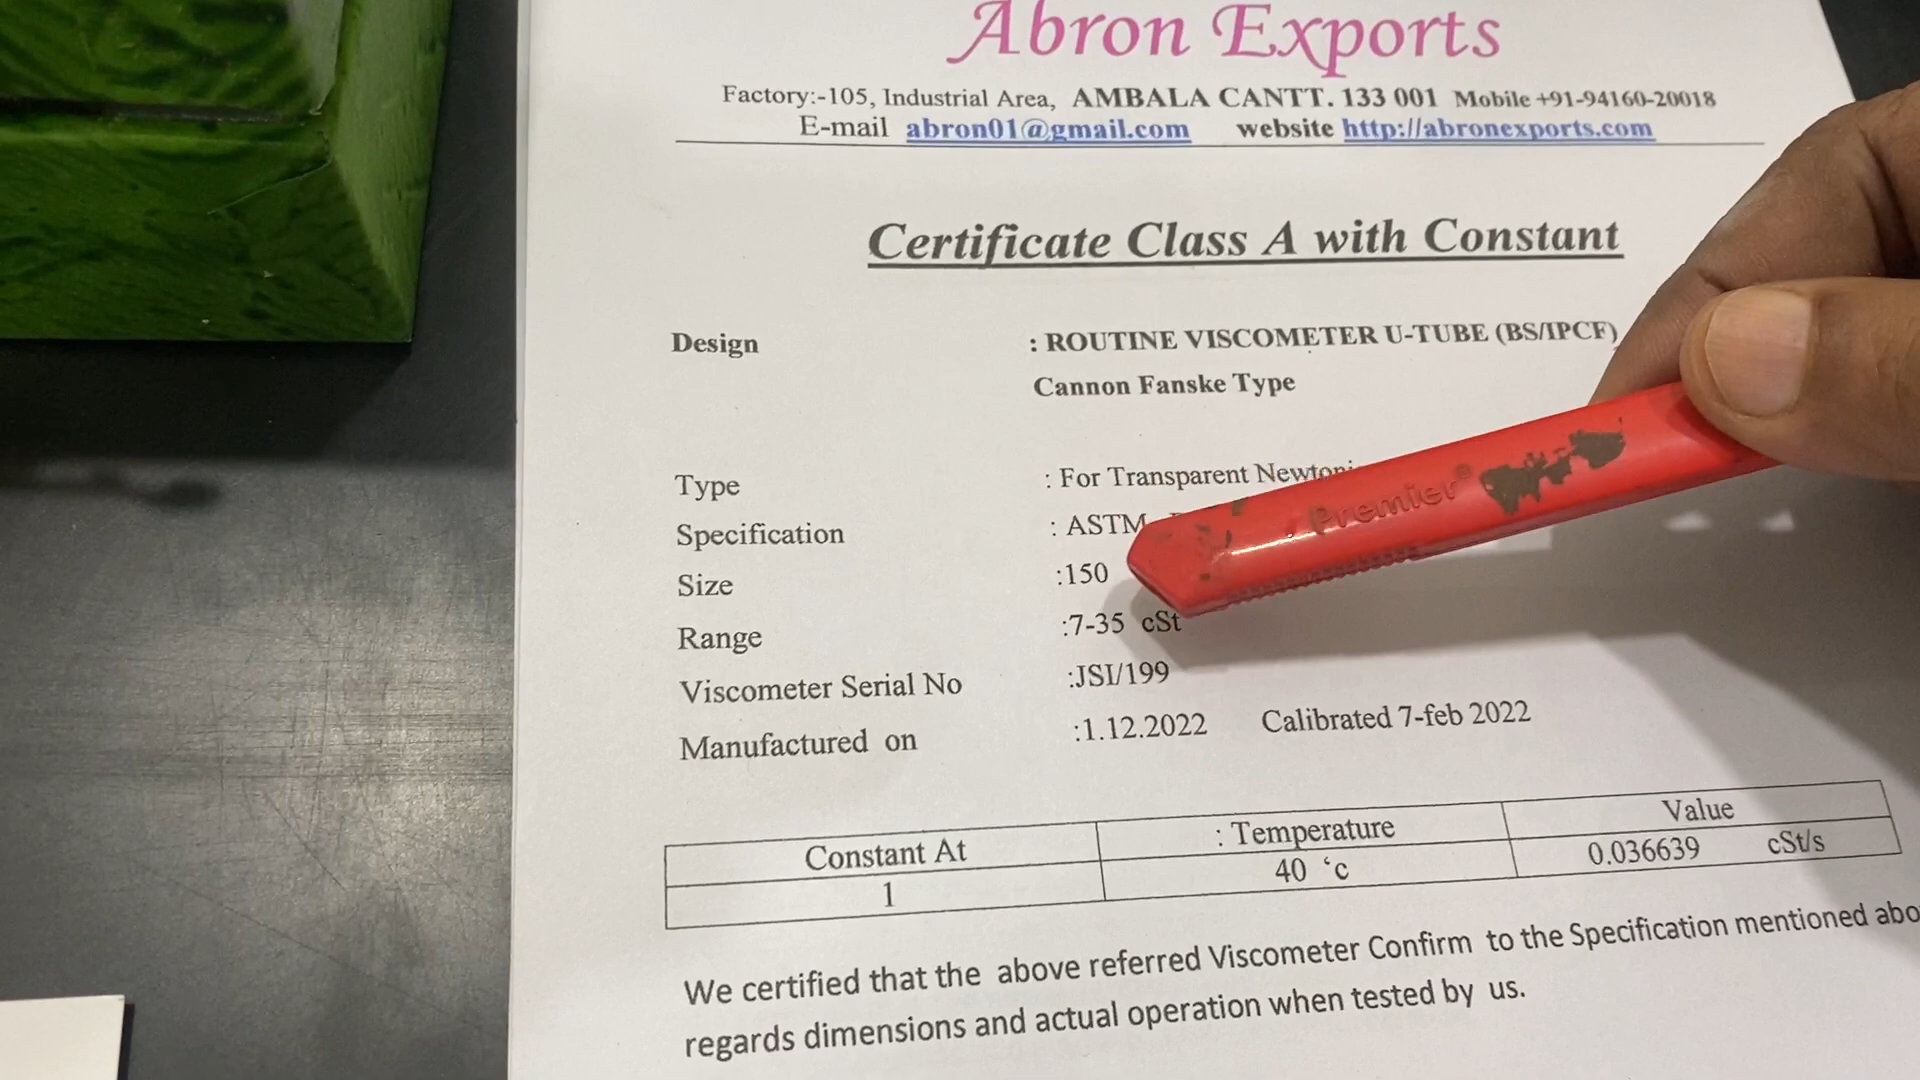 Abron Exports
Factory:-105, Industrial Area, AMBALA CANTT. 133 001 Mobile +91-94160-20018
E-mail abron01@gmail.com website http://abronexports.com
Certificate Class A with Constant
Design : ROUTINE VISCOMETER U-TUBE (BS/IPCF)
Cannon Fanske Type
Type : For Transparent
Specification : ASTM
Premier
Size :150
Range :7-35 cSt
Viscometer Serial No :JSI/199
Manufactured on :1.12.2022 Calibrated 7-feb 2022
Constant At : Temperature Value
1 40 ‘c 0.036639 cSt/s
We certified that the above referred Viscometer Confirm to the Specification mentioned
regards dimensions and actual operation when tested by us.